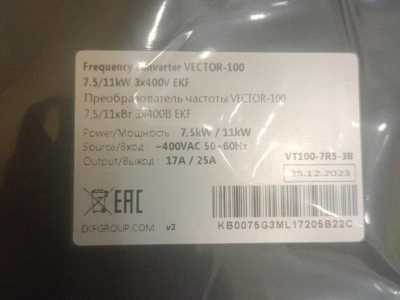 Frequency converter VECTOR-100
7.5/11kW 3x400V EKF
Преобразователь частоты VECTOR-100
7,5/11кВт 3х400В EKF
Power/Мощность : 7,5kW / 11kW
Source/Вход : ~400VAC 50~60Hz
Output/Выход : 17A / 25A
VT100-7R5-3B
25.12.2023
EAC
EKFGROUP.COM v2
KB0075G3ML17205B22C